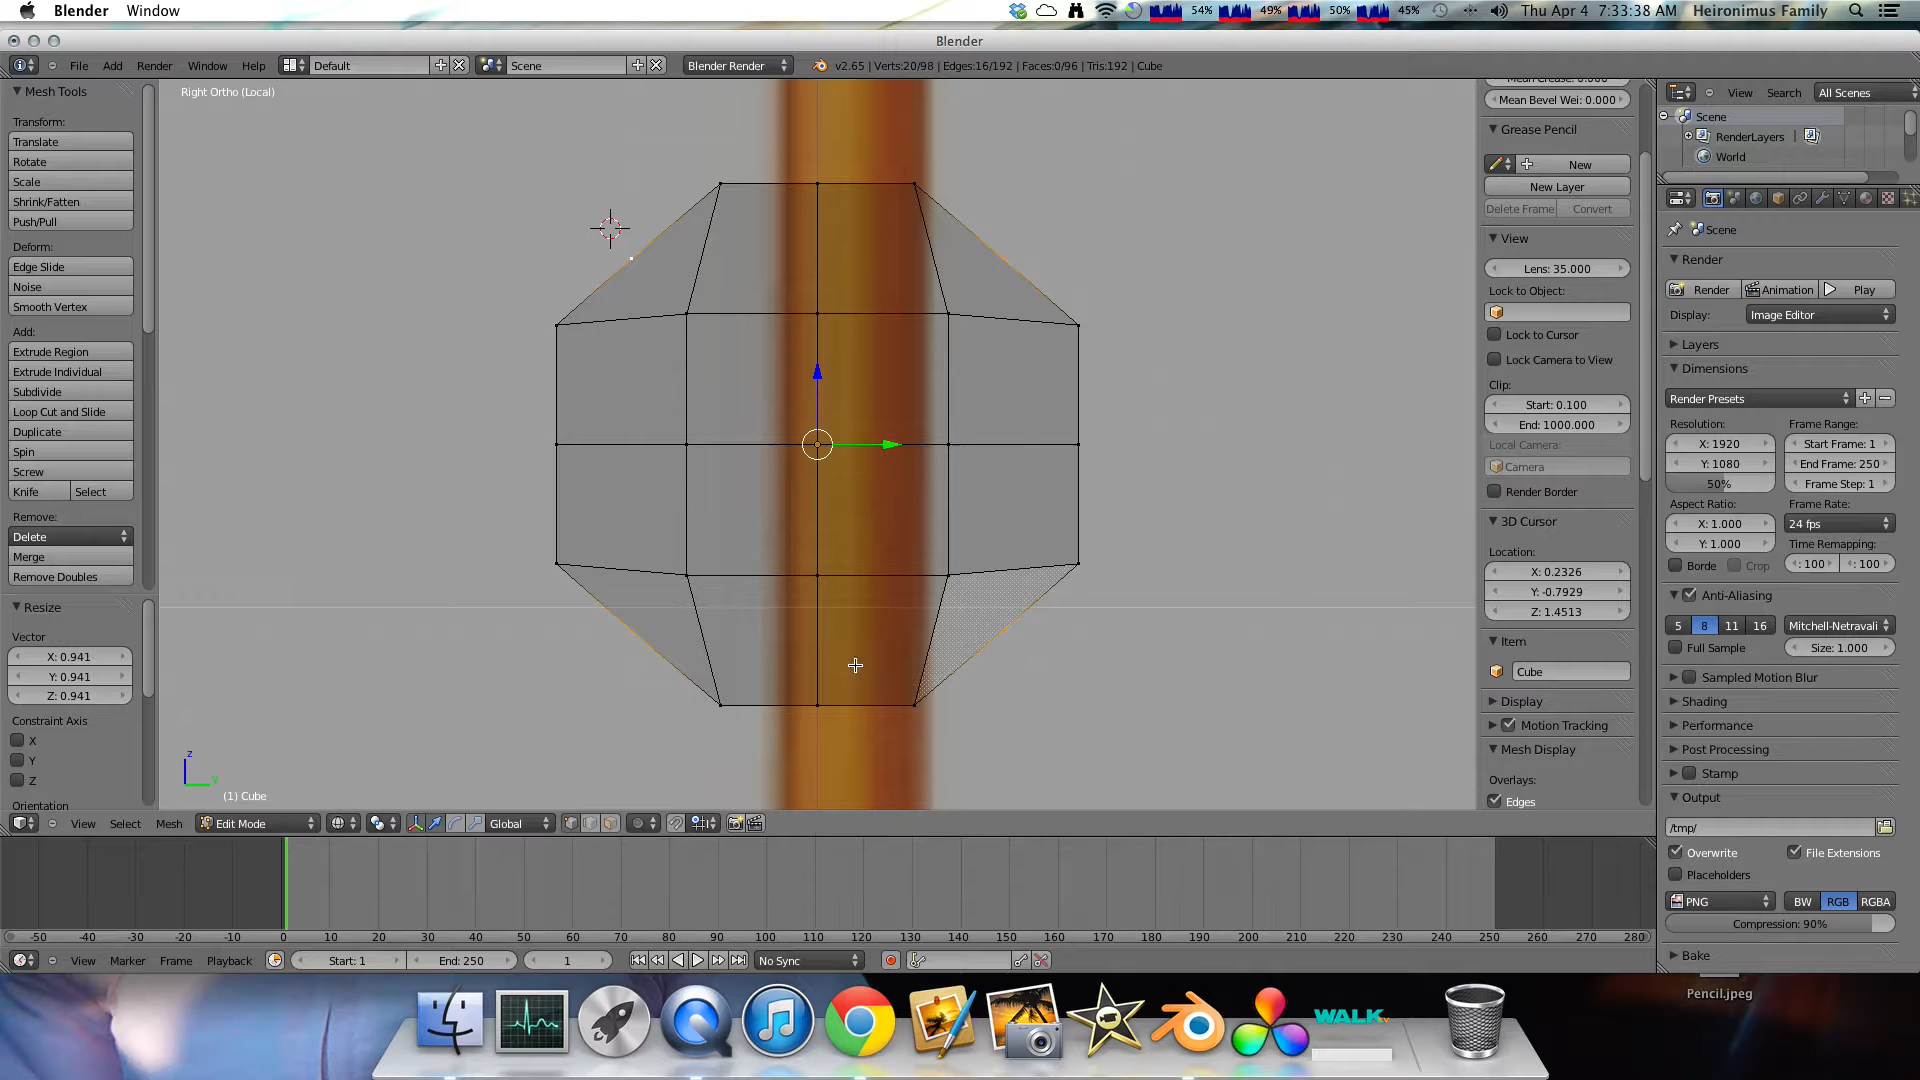 Blender Window 54% 49% 50% 45% Thu Apr 4 7:33:38 AM Heironimus Family
Blender
File Add Render Window Help Default Scene Blender Render v2.65 | Verts:20/98 | Edges:16/192 | Faces:0/96 | Tris:192 | Cube
Mesh Tools
Transform:
Translate
Rotate
Scale
Shrink/Fatten
Push/Pull
Deform:
Edge Slide
Noise
Smooth Vertex
Add:
Extrude Region
Extrude Individual
Subdivide
Loop Cut and Slide
Duplicate
Spin
Screw
Knife Select
Remove:
Delete
Merge
Remove Doubles
Resize
Vector
X: 0.941
Y: 0.941
Z: 0.941
Constraint Axis
X
Y
Z
Orientation
Right Ortho (Local)
z
y
(1) Cube
Mean Bevel Wei: 0.000
Grease Pencil
New
New Layer
Delete Frame Convert
View
Lens: 35.000
Lock to Object:
Lock to Cursor
Lock Camera to View
Clip:
Start: 0.100
End: 1000.000
Local Camera:
Camera
Render Border
3D Cursor
Location:
X: 0.2326
Y: -0.7929
Z: 1.4513
Item
Cube
Display
Motion Tracking
Mesh Display
Overlays:
Edges
View Search All Scenes
Scene
RenderLayers |
World
Scene
Render
Render Animation Play
Display: Image Editor
Layers
Dimensions
Render Presets
Resolution: Frame Range:
X: 1920 Start Frame: 1
Y: 1080 End Frame: 250
50% Frame Step: 1
Aspect Ratio: Frame Rate:
X: 1.000 24 fps
Y: 1.000 Time Remapping:
Borde Crop : 100 : 100
Anti-Aliasing
5 8 11 16 Mitchell-Netravali
Full Sample Size: 1.000
Sampled Motion Blur
Shading
Performance
Post Processing
Stamp
Output
/tmp/
Overwrite File Extensions
Placeholders
PNG BW RGB RGBA
Compression: 90%
Bake
View Select Mesh Edit Mode Global
-50 -40 -30 -20 -10 0 10 20 30 40 50 60 70 80 90 100 110 120 130 140 150 160 170 180 190 200 210 220 230 240 250 260 270 280
View Marker Frame Playback Start: 1 End: 250 1 No Sync
Pencil.jpeg
WALK